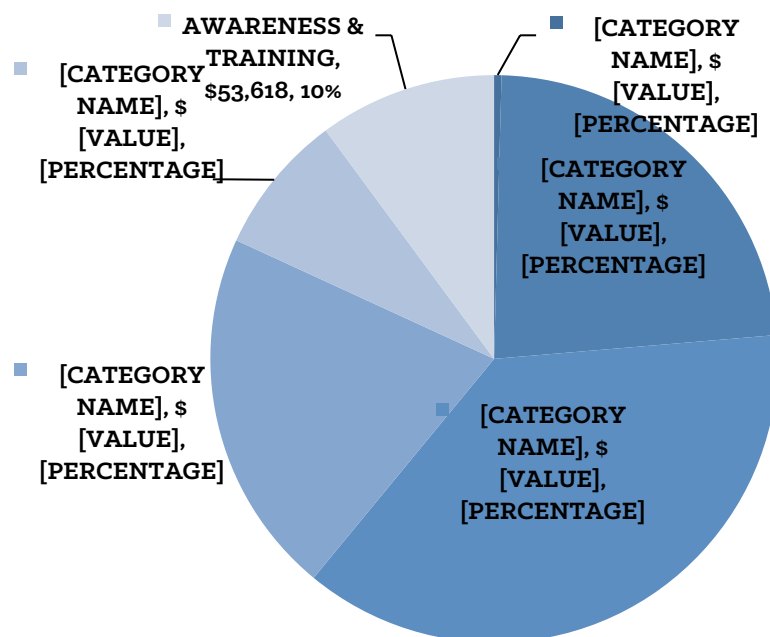 AWARENESS &
TRAINING,
$53,618, 10%
[CATEGORY
NAME], $
[VALUE],
[PERCENTAGE]
[CATEGORY
NAME], $
[VALUE],
[PERCENTAGE]
[CATEGORY
NAME], $
[VALUE],
[PERCENTAGE]
[CATEGORY
NAME], $
[VALUE],
[PERCENTAGE]
[CATEGORY
NAME], $
[VALUE],
[PERCENTAGE]